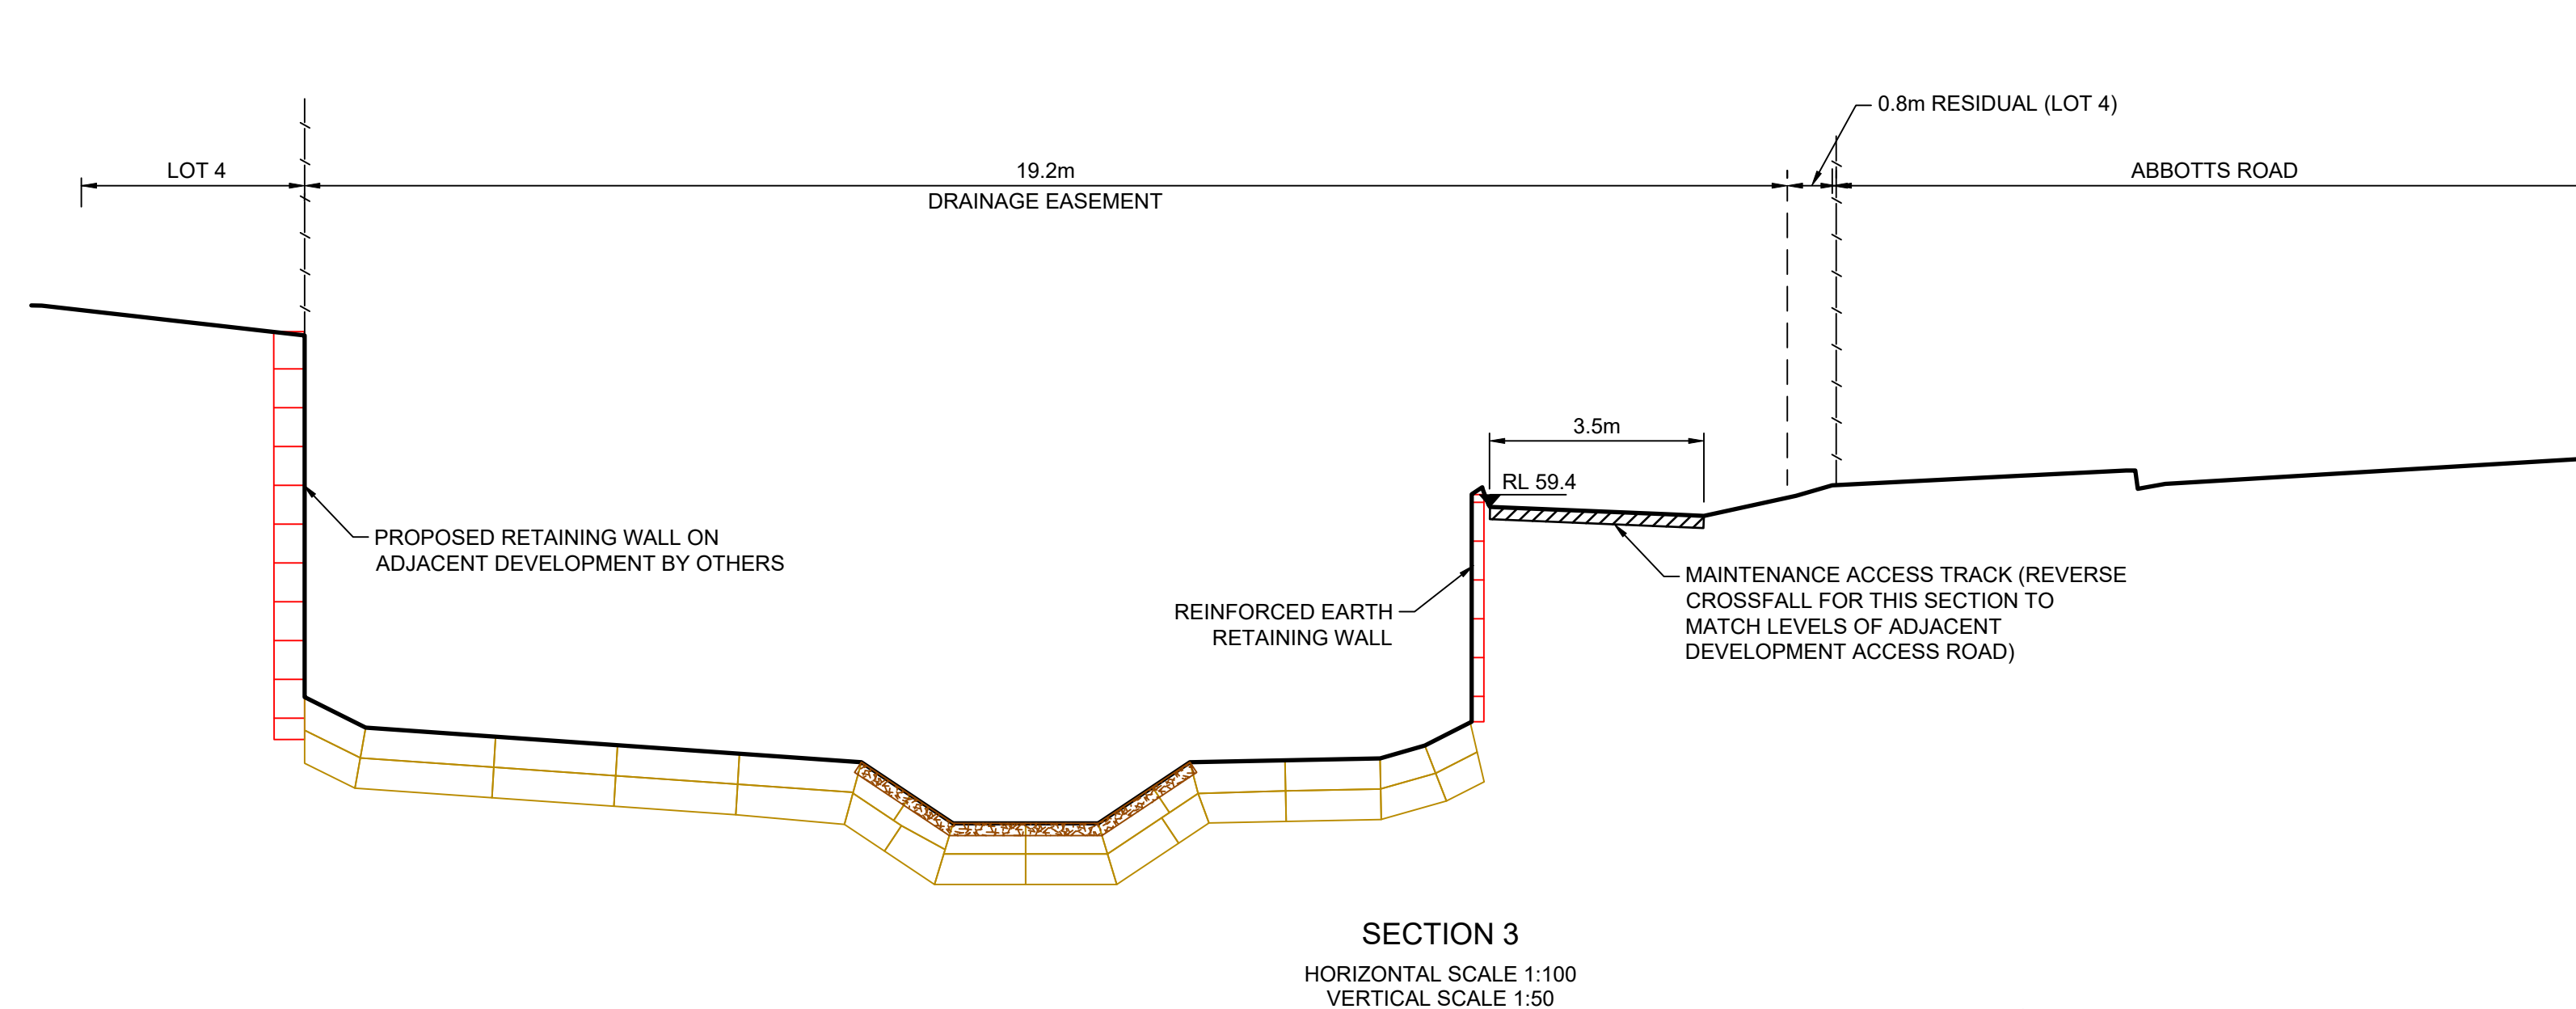 0.8m RESIDUAL (LOT 4)
LOT 4
19.2m
ABBOTTS ROAD
DRAINAGE EASEMENT
3.5m
RL 59.4
PROPOSED RETAINING WALL ON
ADJACENT DEVELOPMENT BY OTHERS
REINFORCED EARTH
RETAINING WALL
MAINTENANCE ACCESS TRACK (REVERSE
CROSSFALL FOR THIS SECTION TO
MATCH LEVELS OF ADJACENT
DEVELOPMENT ACCESS ROAD)
SECTION 3
HORIZONTAL SCALE 1:100
VERTICAL SCALE 1:50